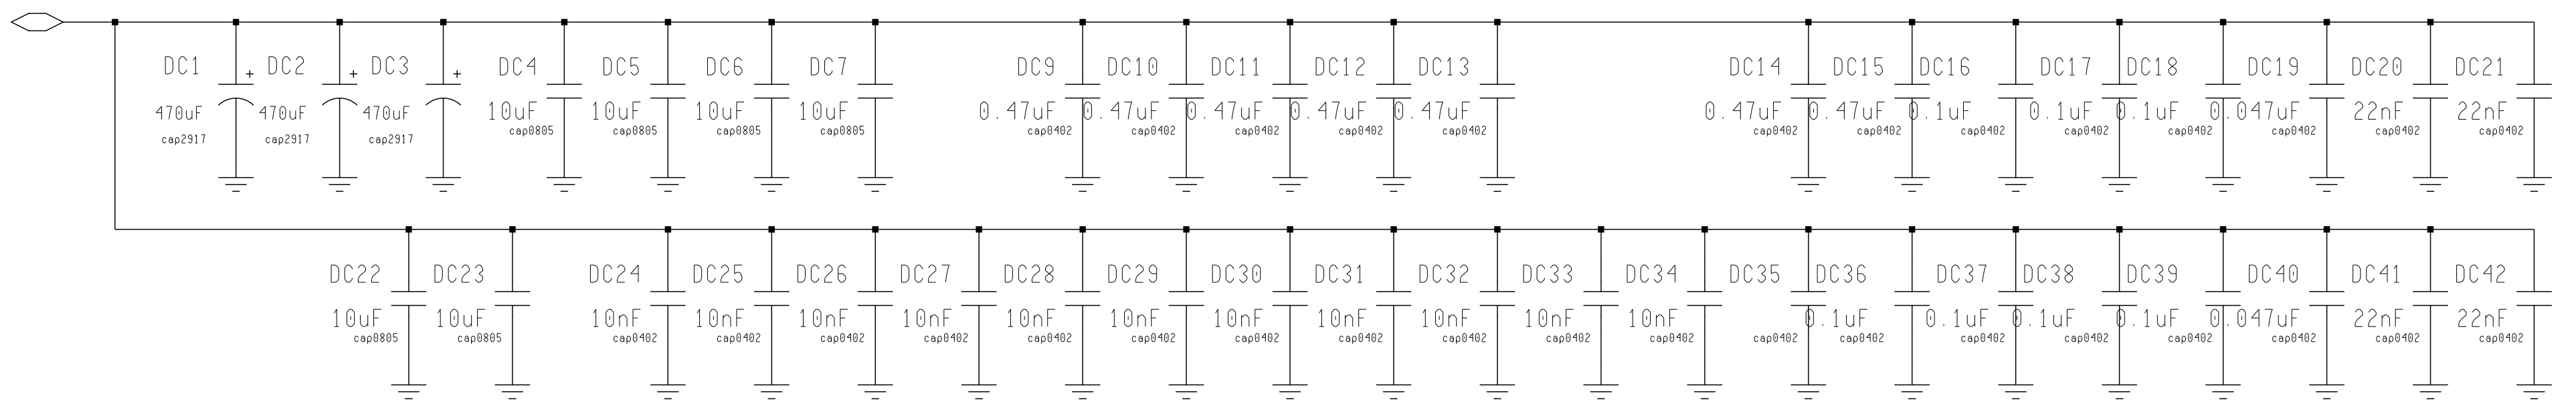 DC1 + DC2 + DC3 + DC4 DC5 DC6 DC7 DC9 DC10 DC11 DC12 DC13 DC14 DC15 DC16 DC17 DC18 DC19 DC20 DC21
470uF 470uF 470uF 10uF 10uF 10uF 10uF 0.47uF 0.47uF 0.47uF 0.47uF 0.47uF 0.47uF 0.47uF 0.1uF 0.1uF 0.1uF 0.047uF 22nF 22nF
cap2917 cap2917 cap2917 cap0805 cap0805 cap0805 cap0805 cap0402 cap0402 cap0402 cap0402 cap0402 cap0402 cap0402 cap0402 cap0402 cap0402 cap0402 cap0402 cap0402
DC22 DC23 DC24 DC25 DC26 DC27 DC28 DC29 DC30 DC31 DC32 DC33 DC34 DC35 DC36 DC37 DC38 DC39 DC40 DC41 DC42
10uF 10uF 10nF 10nF 10nF 10nF 10nF 10nF 10nF 10nF 10nF 10nF 10nF 0.1uF 0.1uF 0.1uF 0.1uF 0.047uF 22nF 22nF
cap0805 cap0805 cap0402 cap0402 cap0402 cap0402 cap0402 cap0402 cap0402 cap0402 cap0402 cap0402 cap0402 cap0402 cap0402 cap0402 cap0402 cap0402 cap0402 cap0402 cap0402